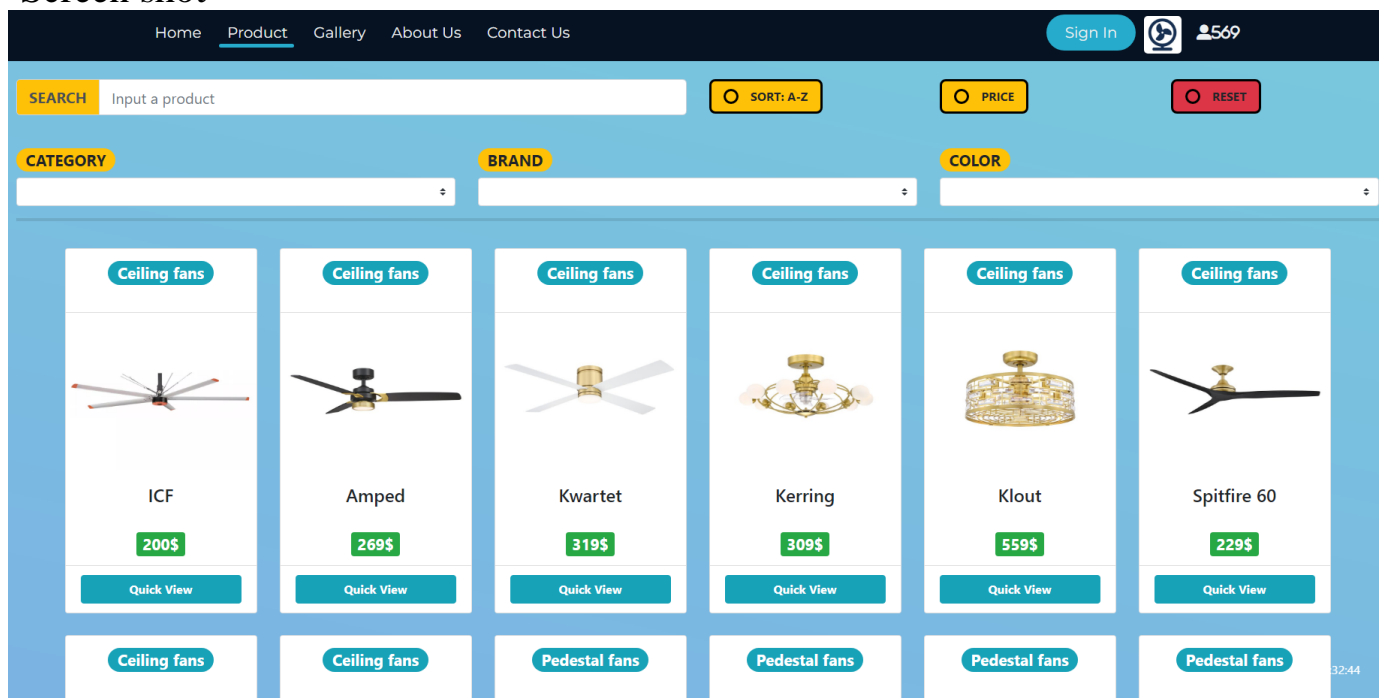 Screen shot
Home Product Gallery About Us Contact Us Sign In 569
SEARCH Input a product SORT: A-Z PRICE RESET
CATEGORY BRAND COLOR
Ceiling fans Ceiling fans Ceiling fans Ceiling fans Ceiling fans Ceiling fans
ICF Amped Kwartet Kerring Klout Spitfire 60
200$ 269$ 319$ 309$ 559$ 229$
Quick View Quick View Quick View Quick View Quick View Quick View
Ceiling fans Ceiling fans Pedestal fans Pedestal fans Pedestal fans Pedestal fans
:32:44